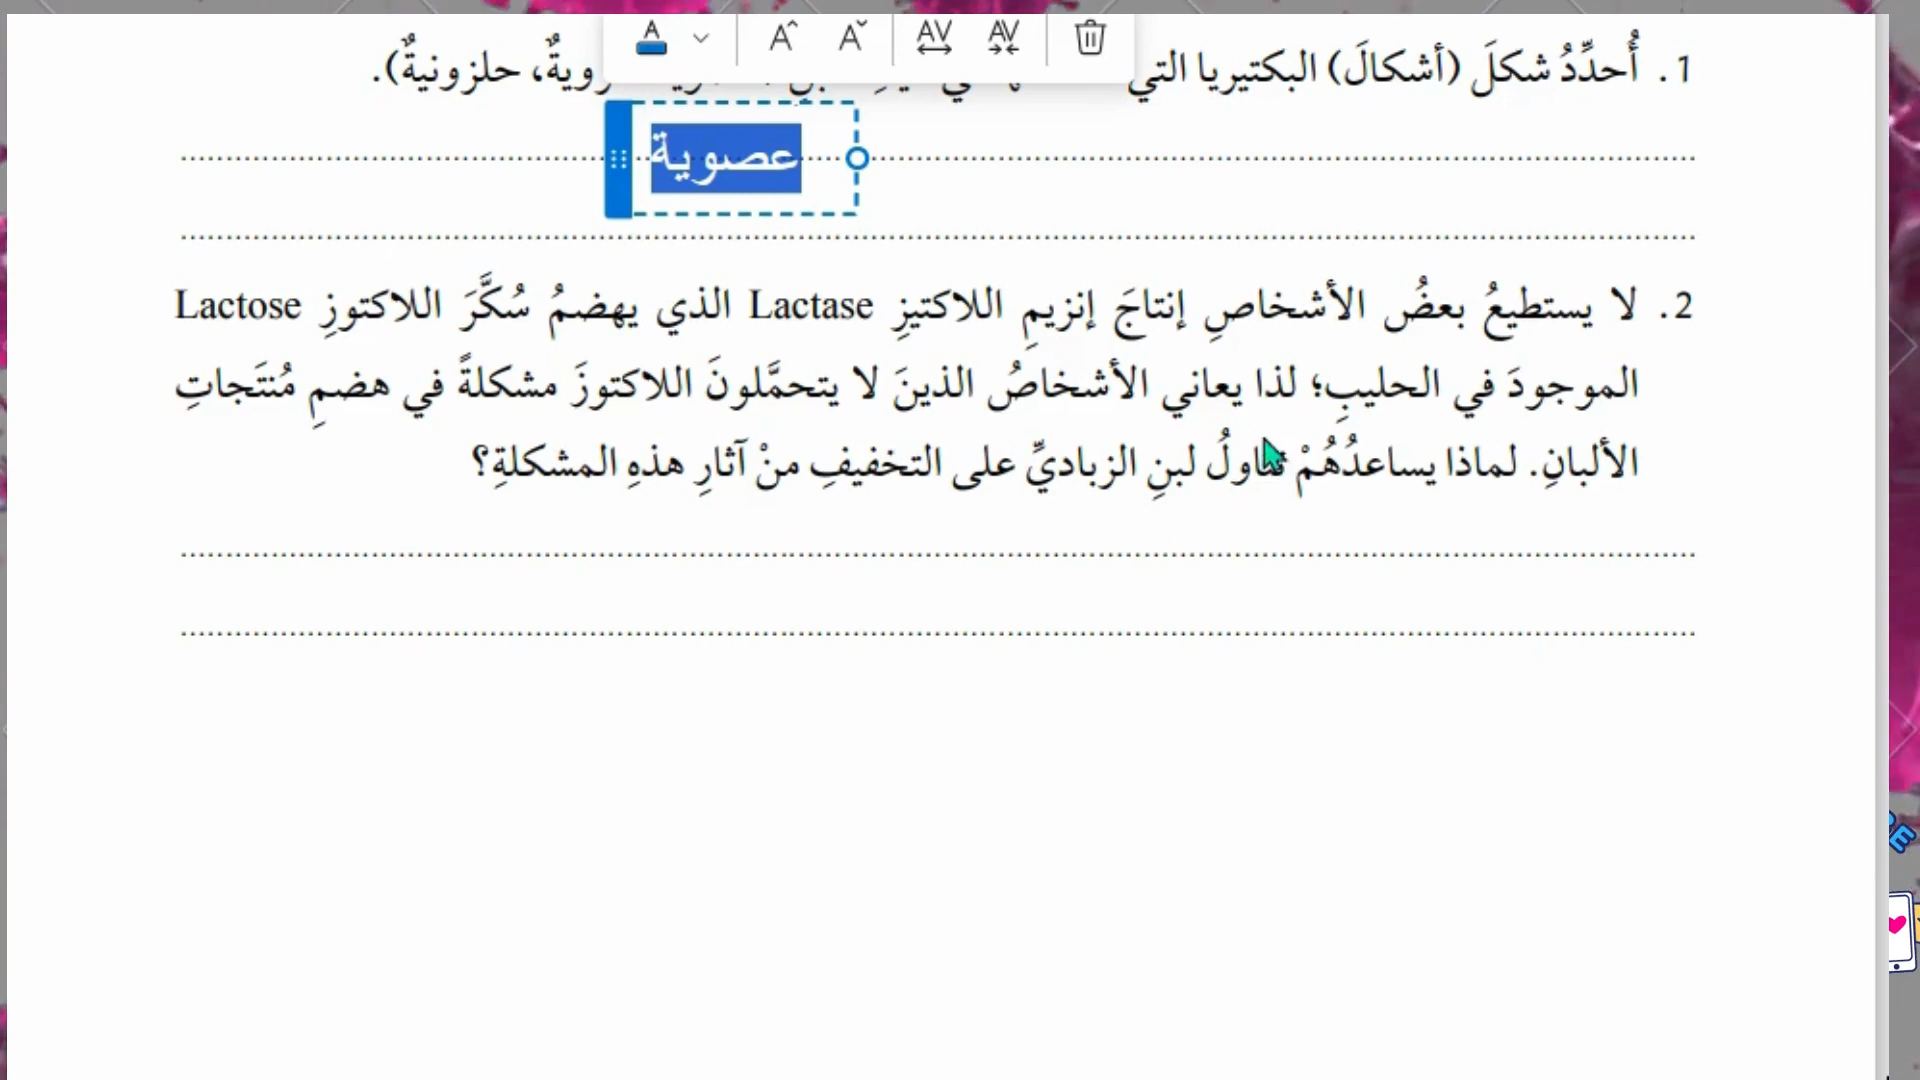 1. أُحدِّدُ شكلَ (أشكالَ) البكتيريا التي رويةٌ، حلزونيةٌ).
عصوية
2. لا يستطيعُ بعضُ الأشخاصِ إنتاجَ إنزيمِ اللاكتيزِ Lactase الذي يهضمُ سُكَّرَ اللاكتوزِ Lactose
الموجودَ في الحليبِ؛ لذا يعاني الأشخاصُ الذينَ لا يتحمَّلونَ اللاكتوزَ مشكلةً في هضمِ مُنتَجاتِ
الألبانِ. لماذا يساعدُهُمْ تناولُ لبنِ الزباديِّ على التخفيفِ منْ آثارِ هذهِ المشكلةِ؟